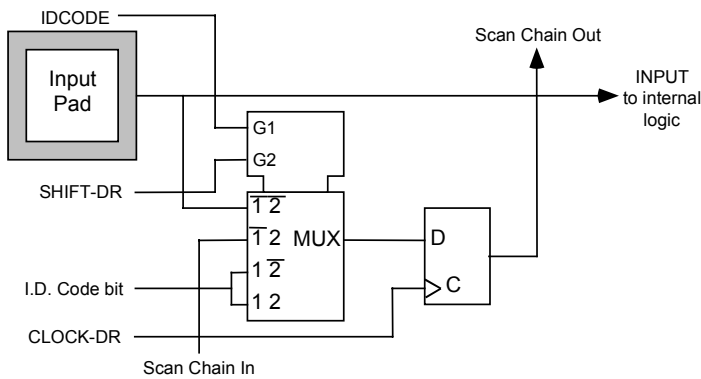 IDCODE
Scan Chain Out
Input
Pad
INPUT
to internal
logic
G1
G2
SHIFT-DR
1̅ 2̅
1̅ 2
MUX
D
1 2̅
I.D. Code bit
1 2
C
CLOCK-DR
Scan Chain In